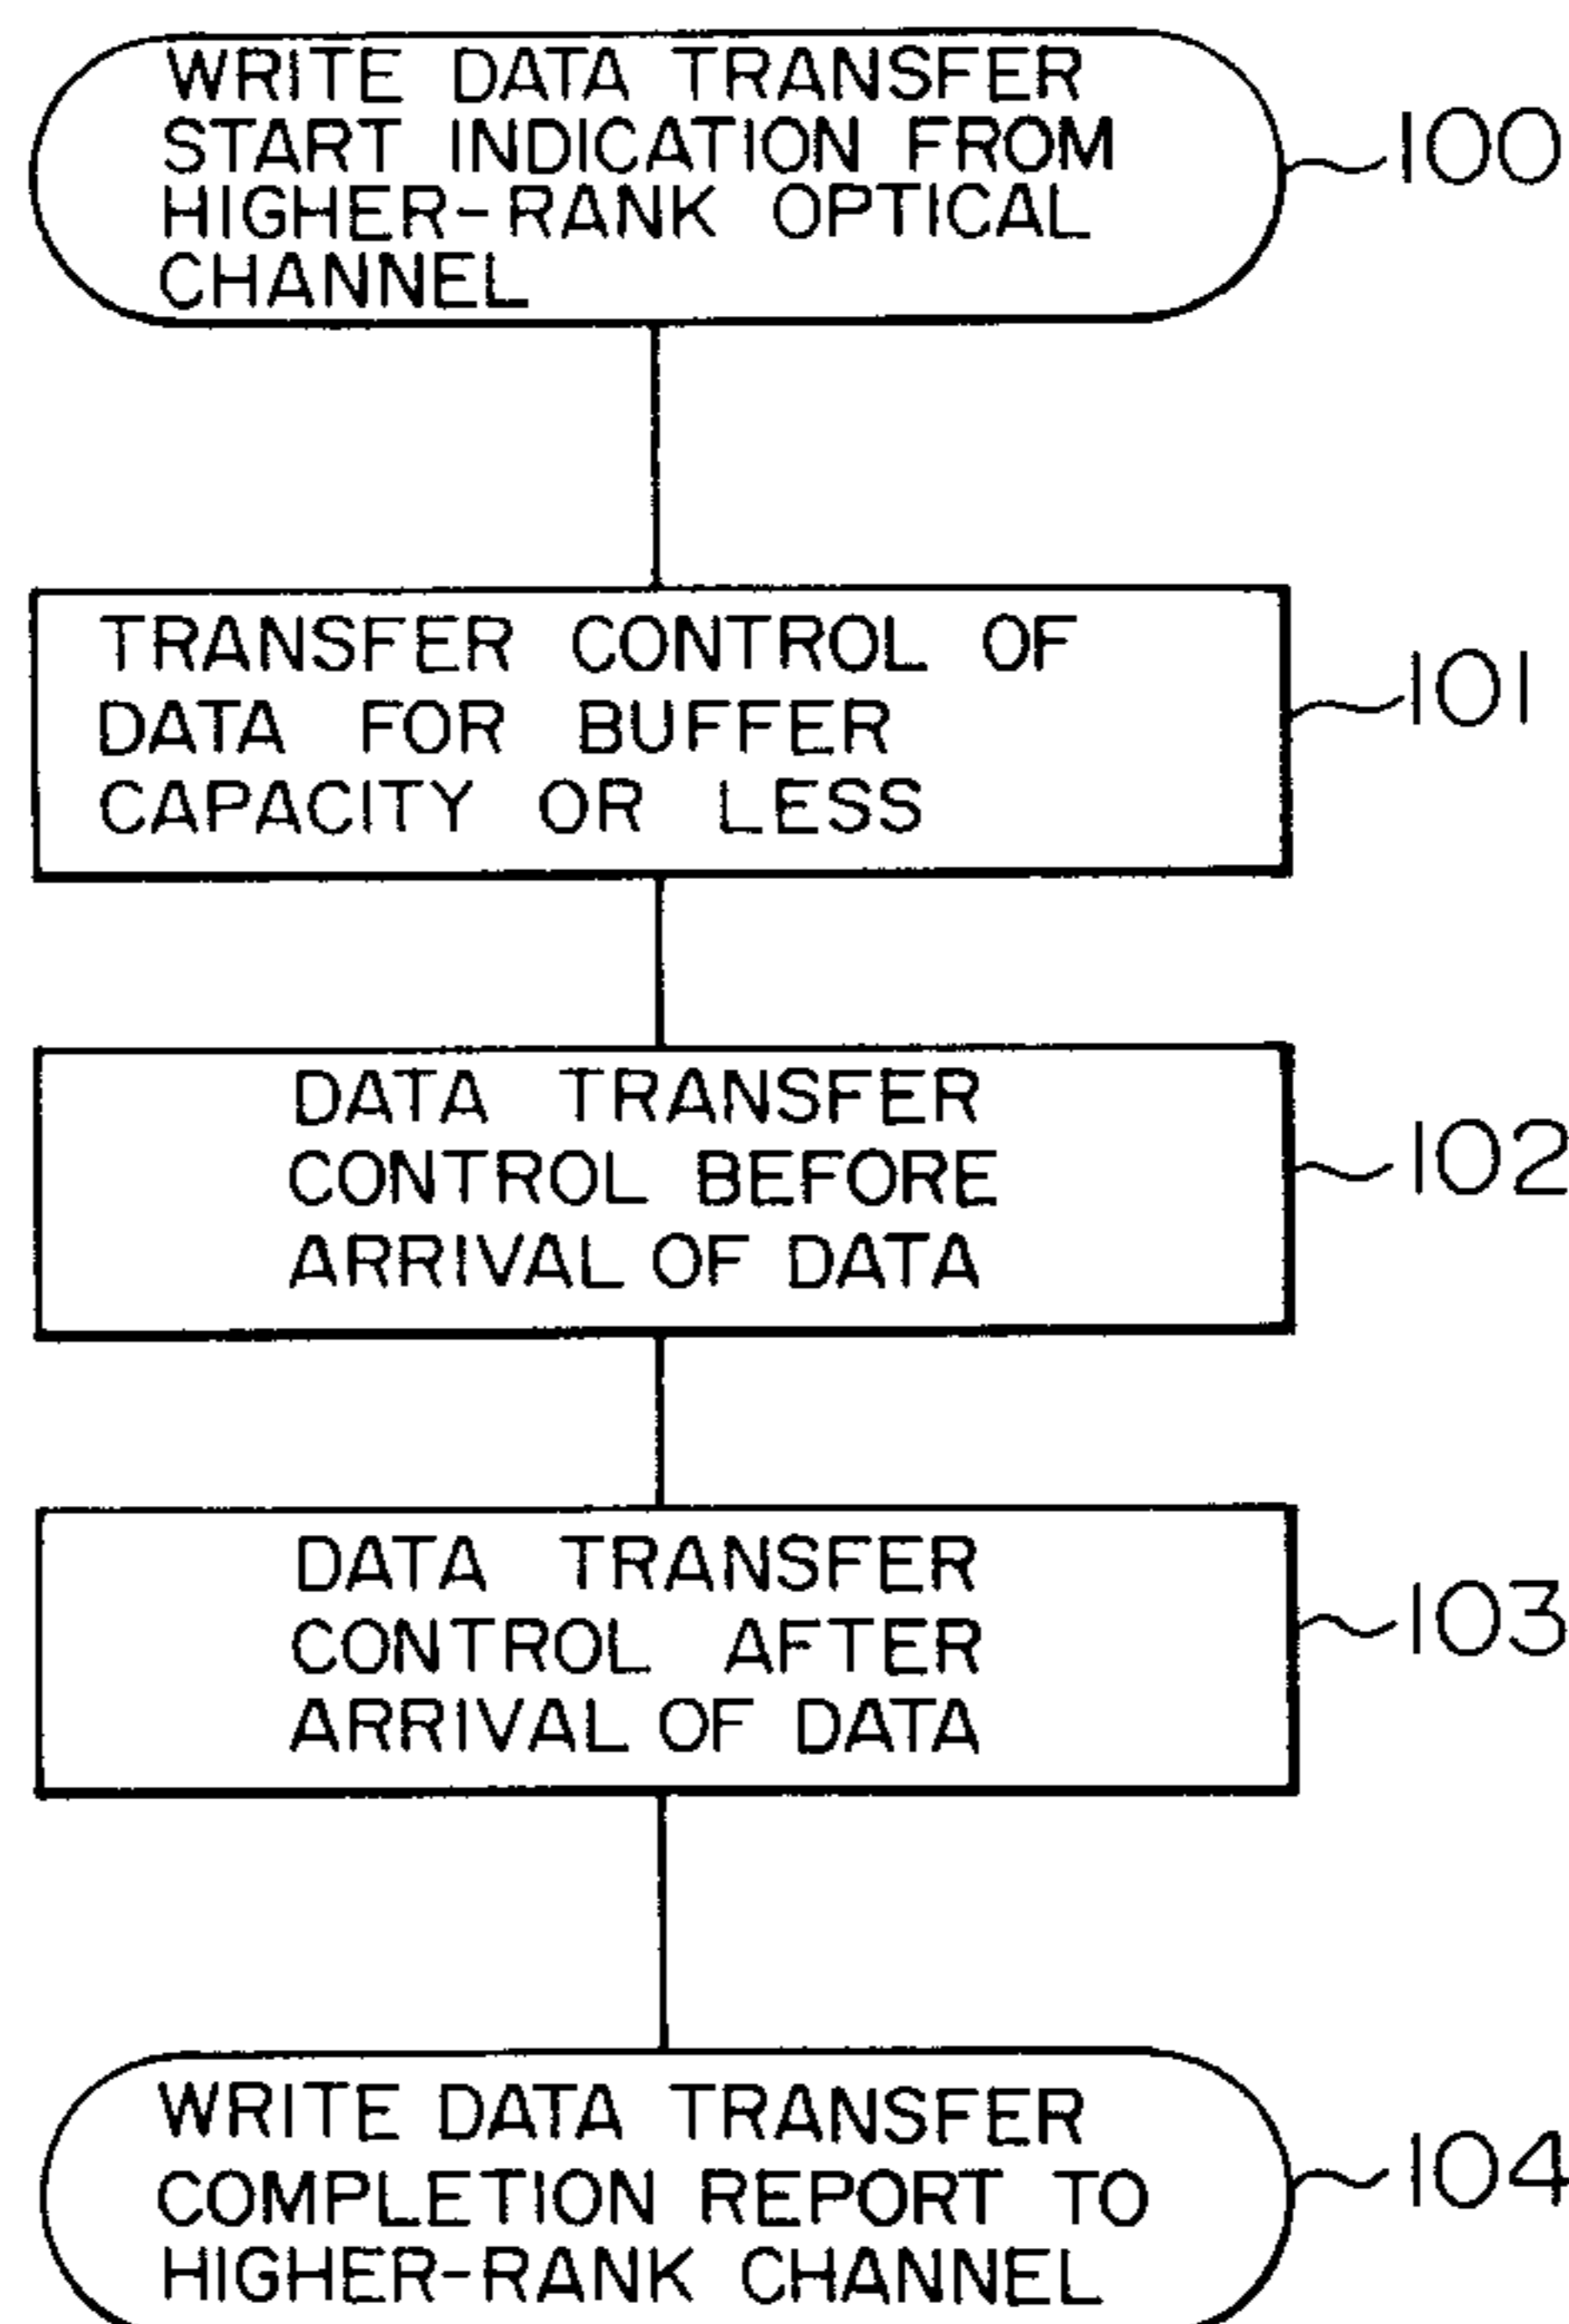 WRITE DATA TRANSFER
START INDICATION FROM
HIGHER-RANK OPTICAL
CHANNEL
100
TRANSFER CONTROL OF
DATA FOR BUFFER
CAPACITY OR LESS
101
DATA TRANSFER
CONTROL BEFORE
ARRIVAL OF DATA
102
DATA TRANSFER
CONTROL AFTER
ARRIVAL OF DATA
103
WRITE DATA TRANSFER
COMPLETION REPORT TO
HIGHER-RANK CHANNEL
104